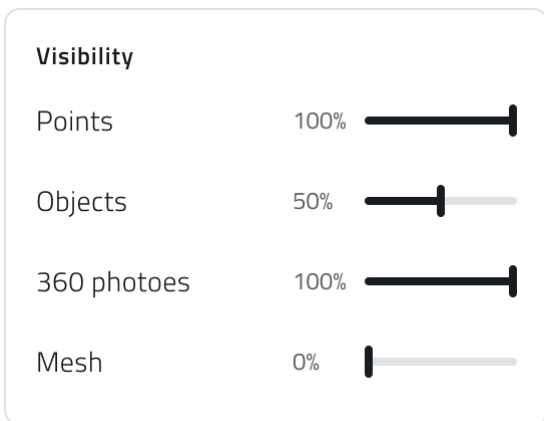 Visibility
Points 100%
Objects 50%
360 photoes 100%
Mesh 0%